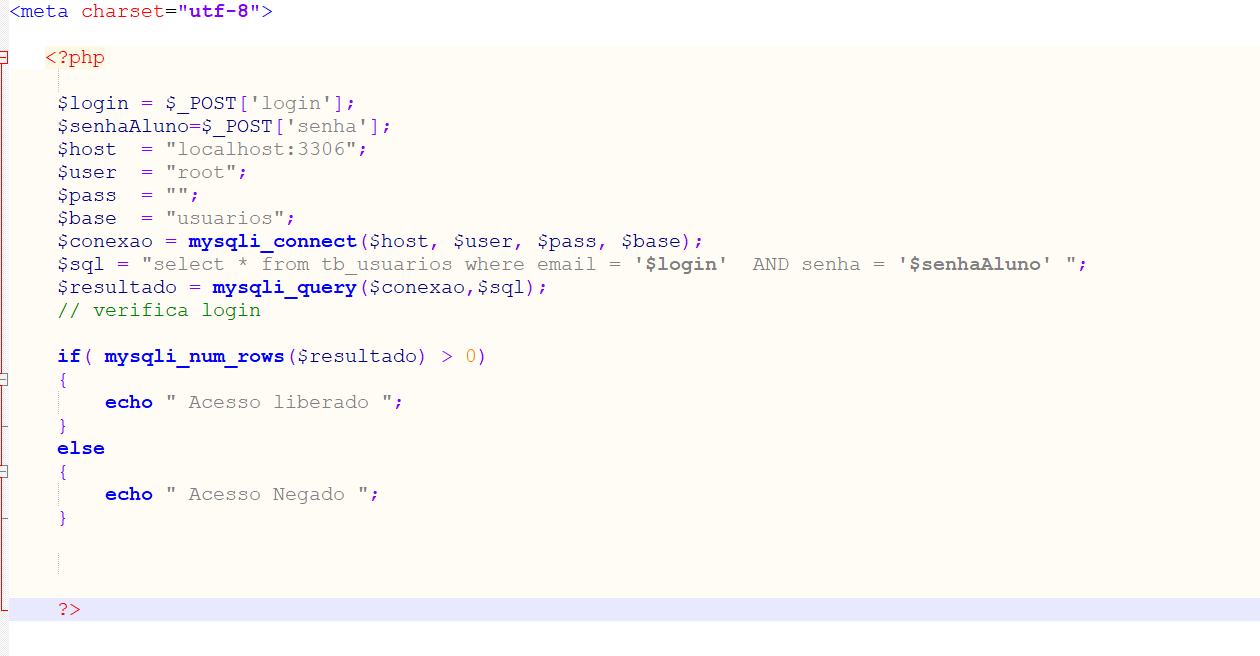 <meta charset="utf-8">
<?php
$login = $_POST['login'];
$senhaAluno=$_POST['senha'];
$host  = "localhost:3306";
$user  = "root";
$pass  = "";
$base  = "usuarios";
$conexao = mysqli_connect($host, $user, $pass, $base);
$sql = "select * from tb_usuarios where email = '$login'  AND senha = '$senhaAluno' ";
$resultado = mysqli_query($conexao,$sql);
// verifica login
if( mysqli_num_rows($resultado) > 0)
{
echo " Acesso liberado ";
}
else
{
echo " Acesso Negado ";
}
?>